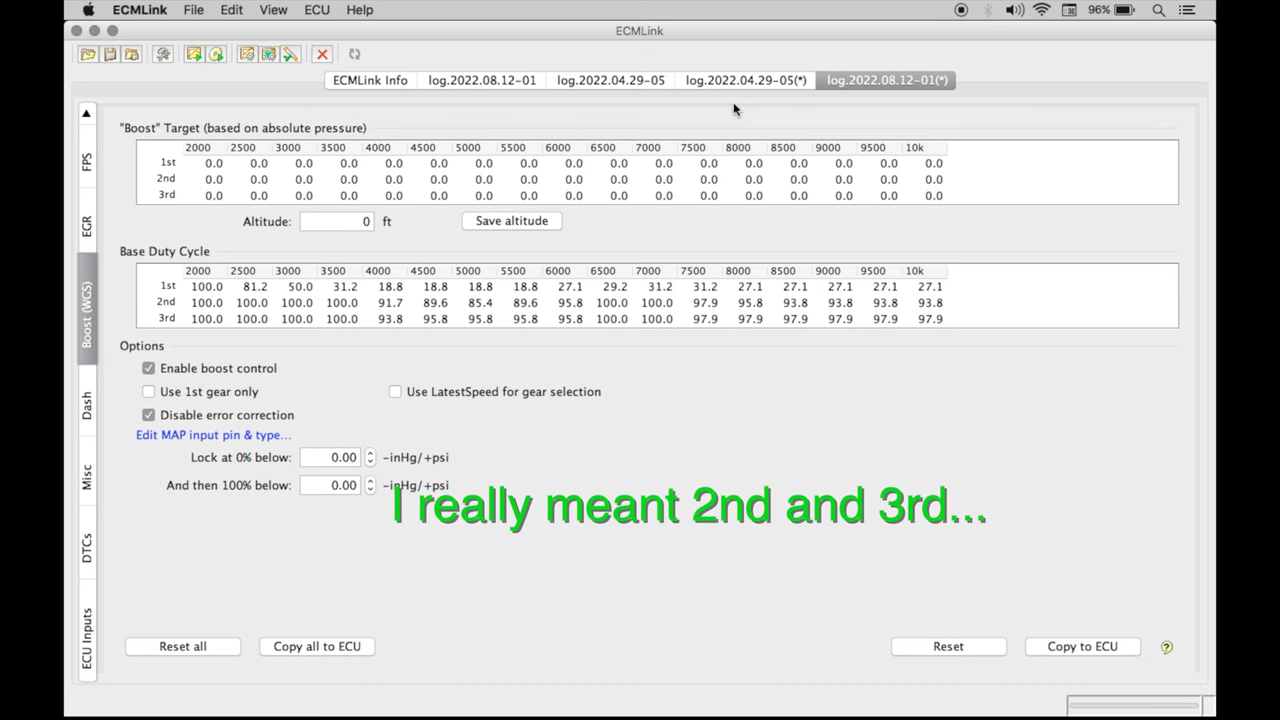 ECMLink File Edit View ECU Help 96%
ECMLink
ECMLink Info log.2022.08.12-01 log.2022.04.29-05 log.2022.04.29-05(*) log.2022.08.12-01(*)
FPS
EGR
Boost (WGS)
Dash
Misc
DTCs
ECU Inputs
"Boost" Target (based on absolute pressure)
2000 2500 3000 3500 4000 4500 5000 5500 6000 6500 7000 7500 8000 8500 9000 9500 10k
1st 0.0 0.0 0.0 0.0 0.0 0.0 0.0 0.0 0.0 0.0 0.0 0.0 0.0 0.0 0.0 0.0 0.0
2nd 0.0 0.0 0.0 0.0 0.0 0.0 0.0 0.0 0.0 0.0 0.0 0.0 0.0 0.0 0.0 0.0 0.0
3rd 0.0 0.0 0.0 0.0 0.0 0.0 0.0 0.0 0.0 0.0 0.0 0.0 0.0 0.0 0.0 0.0 0.0
Altitude: 0 ft Save altitude
Base Duty Cycle
2000 2500 3000 3500 4000 4500 5000 5500 6000 6500 7000 7500 8000 8500 9000 9500 10k
1st 100.0 81.2 50.0 31.2 18.8 18.8 18.8 18.8 27.1 29.2 31.2 31.2 27.1 27.1 27.1 27.1 27.1
2nd 100.0 100.0 100.0 100.0 91.7 89.6 85.4 89.6 95.8 100.0 100.0 97.9 95.8 93.8 93.8 93.8 93.8
3rd 100.0 100.0 100.0 100.0 93.8 95.8 95.8 95.8 95.8 100.0 100.0 97.9 97.9 97.9 97.9 97.9 97.9
Options
Enable boost control
Use 1st gear only Use LatestSpeed for gear selection
Disable error correction
Edit MAP input pin & type...
Lock at 0% below: 0.00 -inHg/+psi
And then 100% below: 0.00 -inHg/+psi
I really meant 2nd and 3rd...
Reset all Copy all to ECU Reset Copy to ECU ?